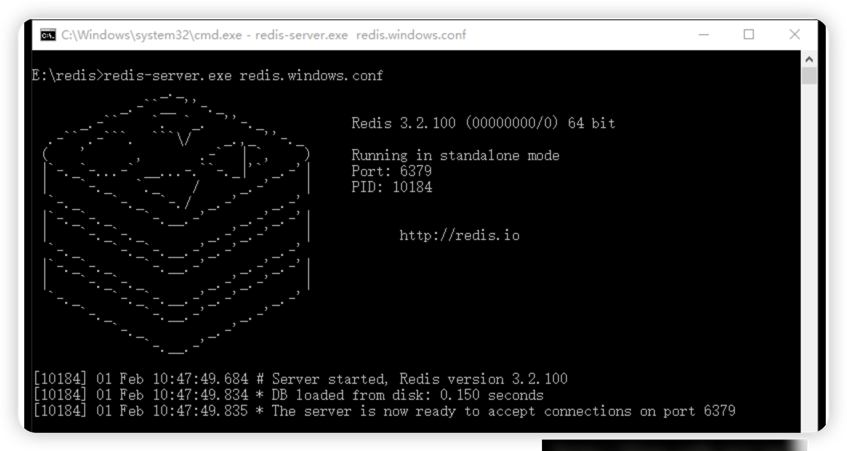 C:\Windows\system32\cmd.exe - redis-server.exe  redis.windows.conf
E:\redis>redis-server.exe redis.windows.conf
Redis 3.2.100 (00000000/0) 64 bit
Running in standalone mode
Port: 6379
PID: 10184
http://redis.io
[10184] 01 Feb 10:47:49.684 # Server started, Redis version 3.2.100
[10184] 01 Feb 10:47:49.834 * DB loaded from disk: 0.150 seconds
[10184] 01 Feb 10:47:49.835 * The server is now ready to accept connections on port 6379